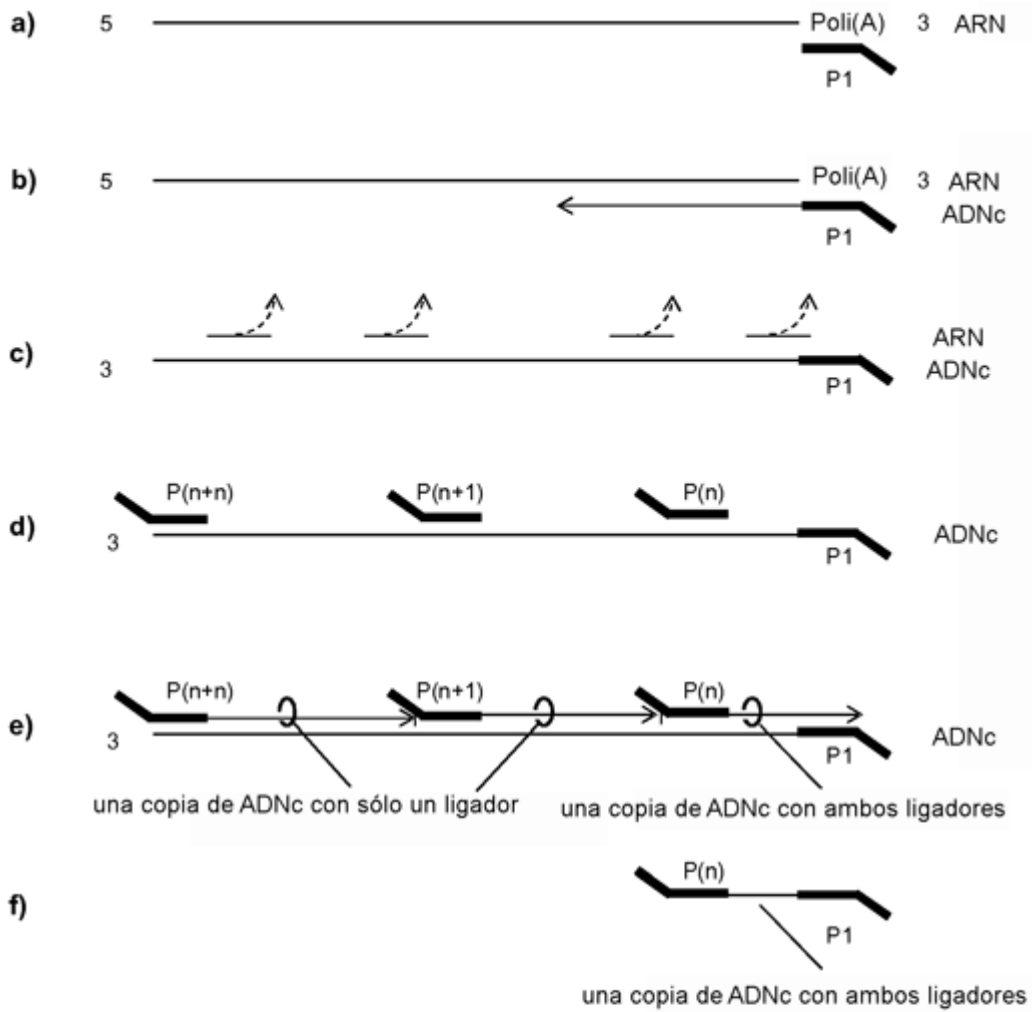 a) 5 Poli(A) 3 ARN
P1
b) 5 Poli(A) 3 ARN
ADNc
P1
c) ARN
3 ADNc
P1
d) P(n+n) P(n+1) P(n)
3 ADNc
P1
e) P(n+n) P(n+1) P(n)
3 ADNc
P1
una copia de ADNc con sólo un ligador una copia de ADNc con ambos ligadores
f) P(n)
P1
una copia de ADNc con ambos ligadores